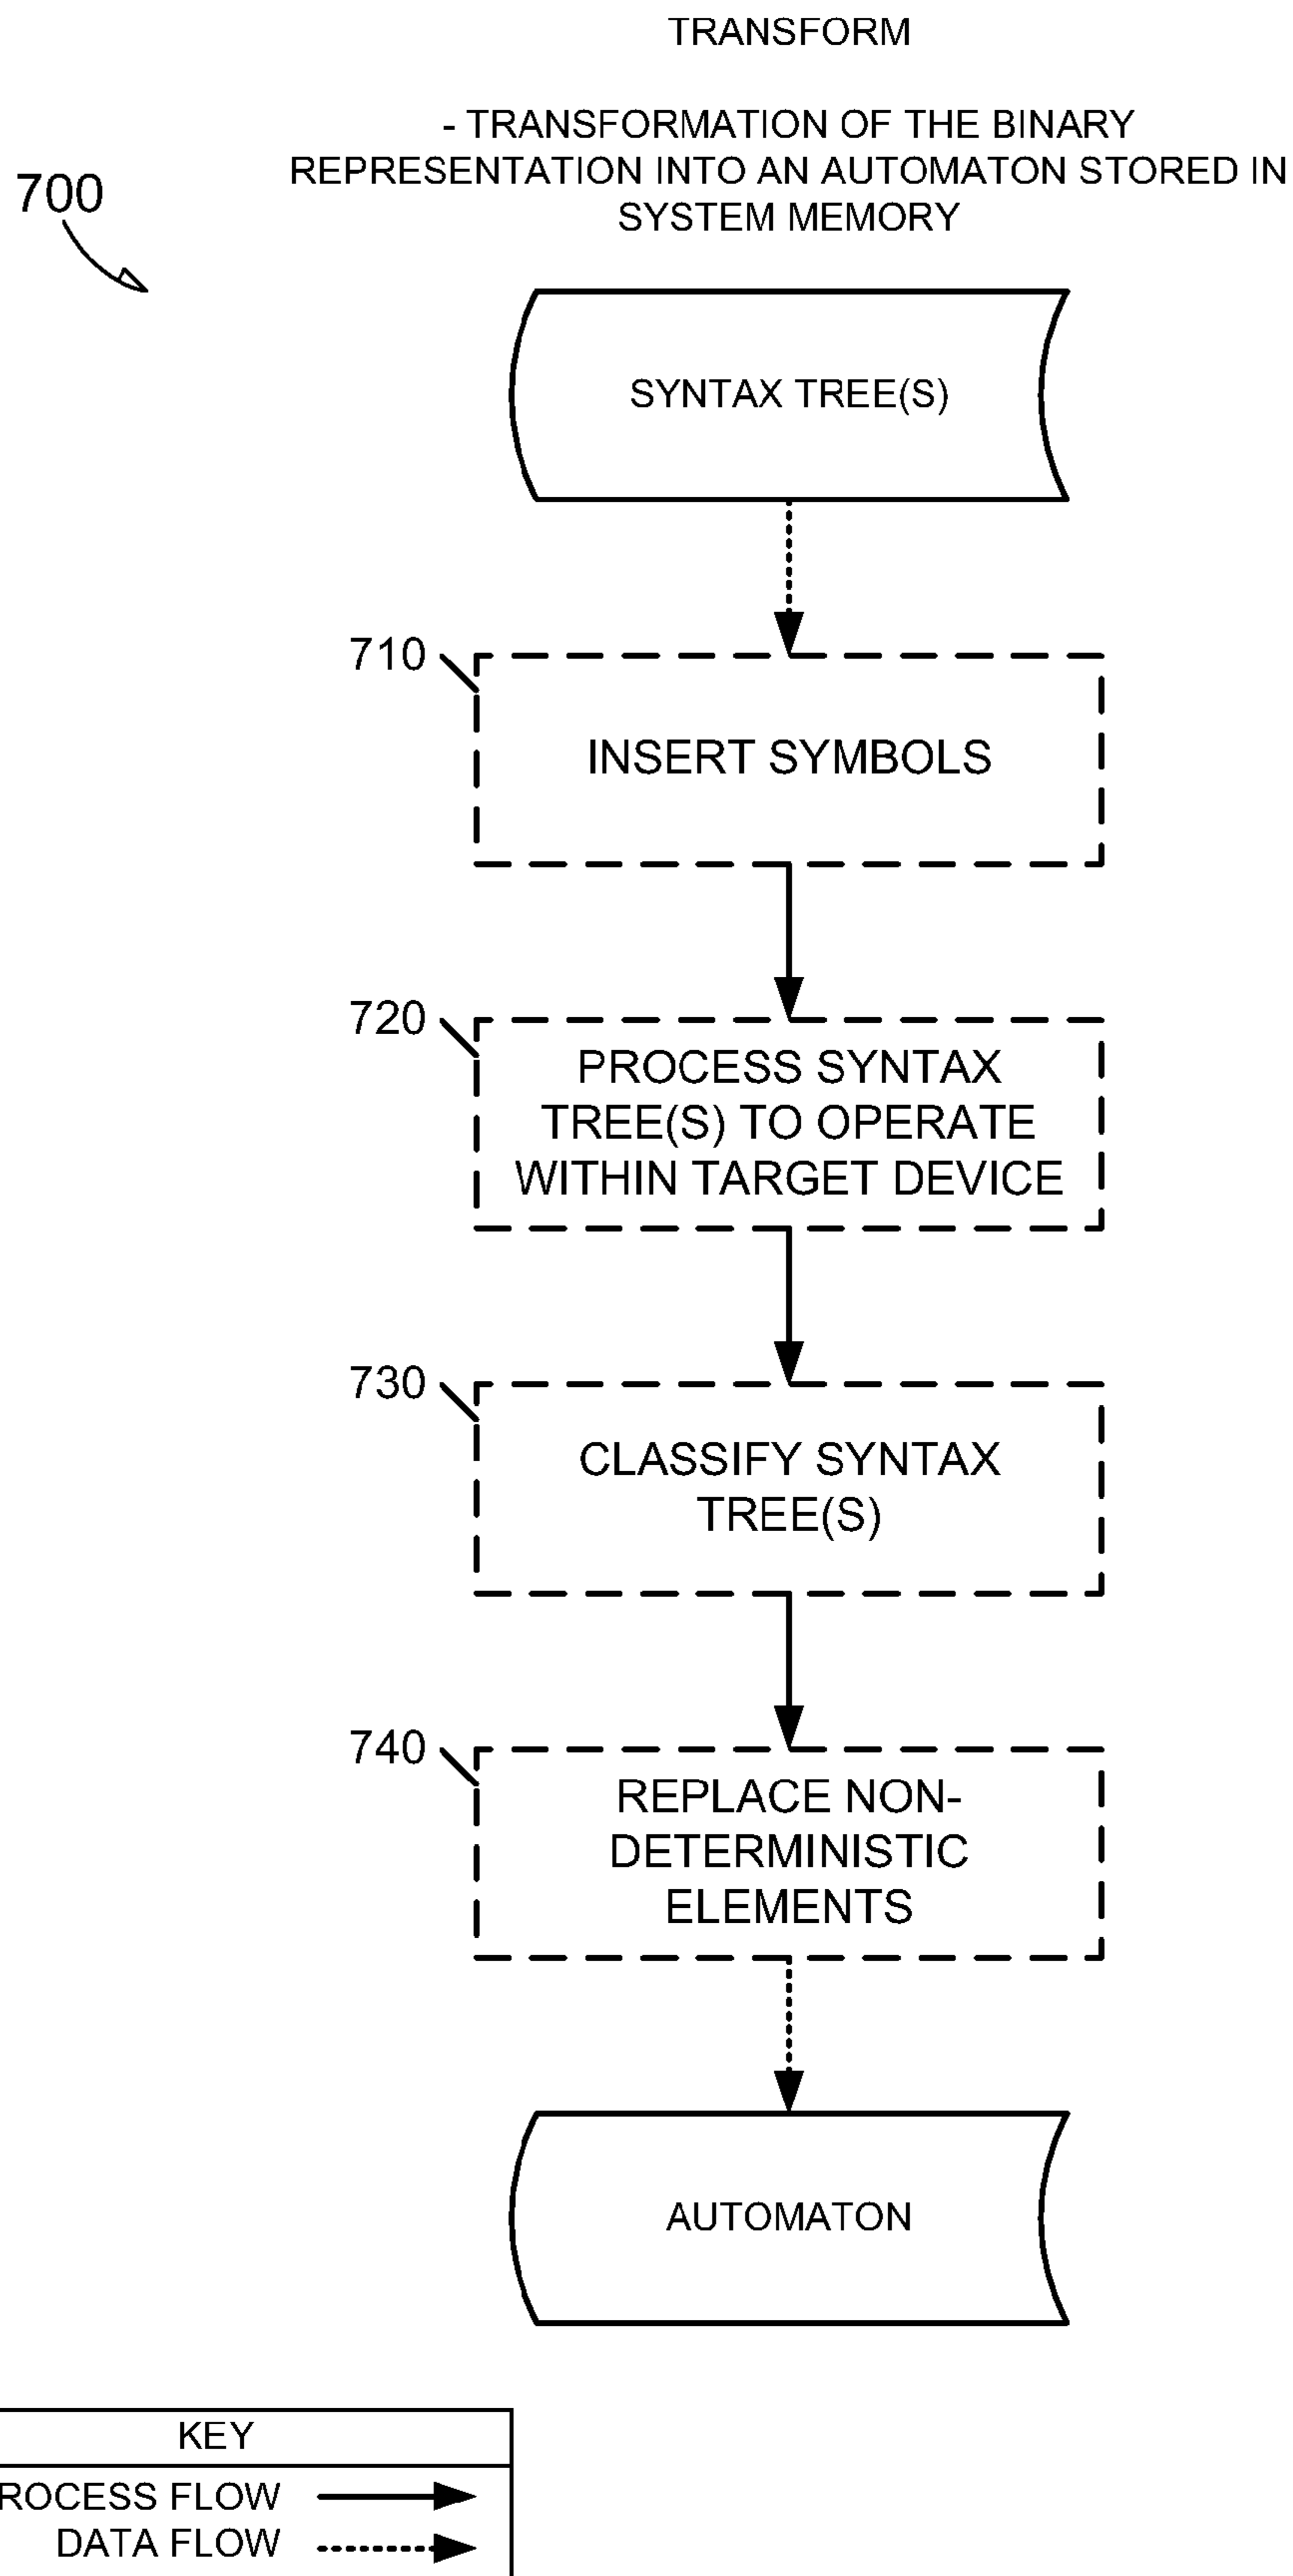 TRANSFORM
- TRANSFORMATION OF THE BINARY
REPRESENTATION INTO AN AUTOMATON STORED IN
SYSTEM MEMORY
700
SYNTAX TREE(S)
710
INSERT SYMBOLS
720
PROCESS SYNTAX
TREE(S) TO OPERATE
WITHIN TARGET DEVICE
730
CLASSIFY SYNTAX
TREE(S)
740
REPLACE NON-
DETERMINISTIC
ELEMENTS
AUTOMATON
KEY
ROCESS FLOW
DATA FLOW